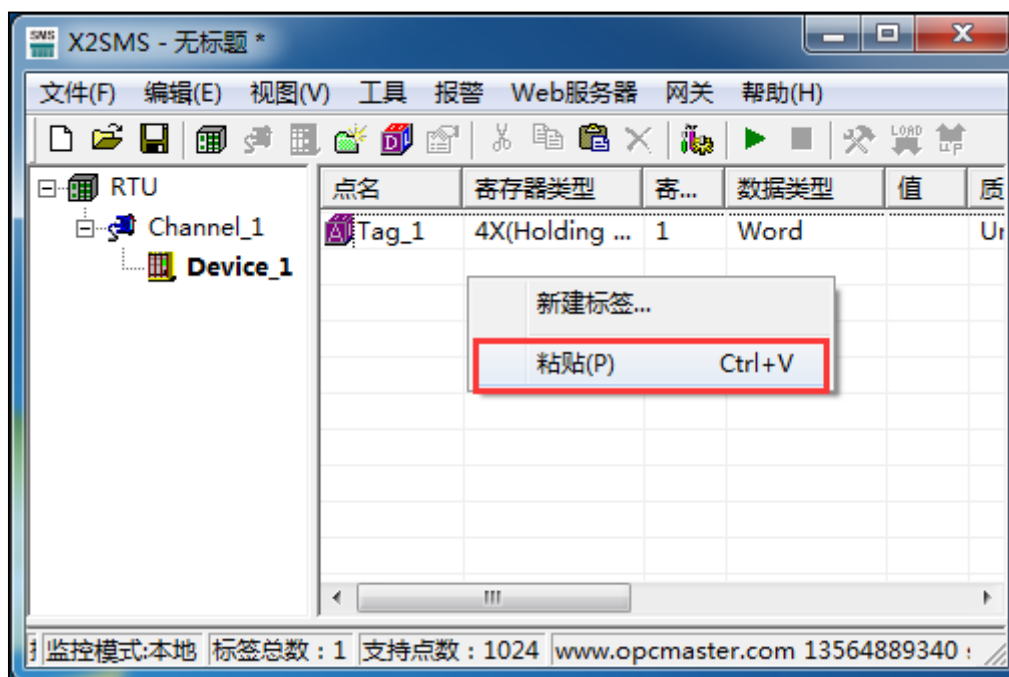 SMS X2SMS - 无标题 *
文件(F) 编辑(E) 视图(V) 工具 报警 Web服务器 网关 帮助(H)
LOAD UP
RTU
Channel_1
Device_1
点名 寄存器类型 寄... 数据类型 值 质
Tag_1 4X(Holding ... 1 Word
新建标签...
粘贴(P) Ctrl+V
监控模式:本地 标签总数：1 支持点数：1024 www.opcmaster.com 13564889340